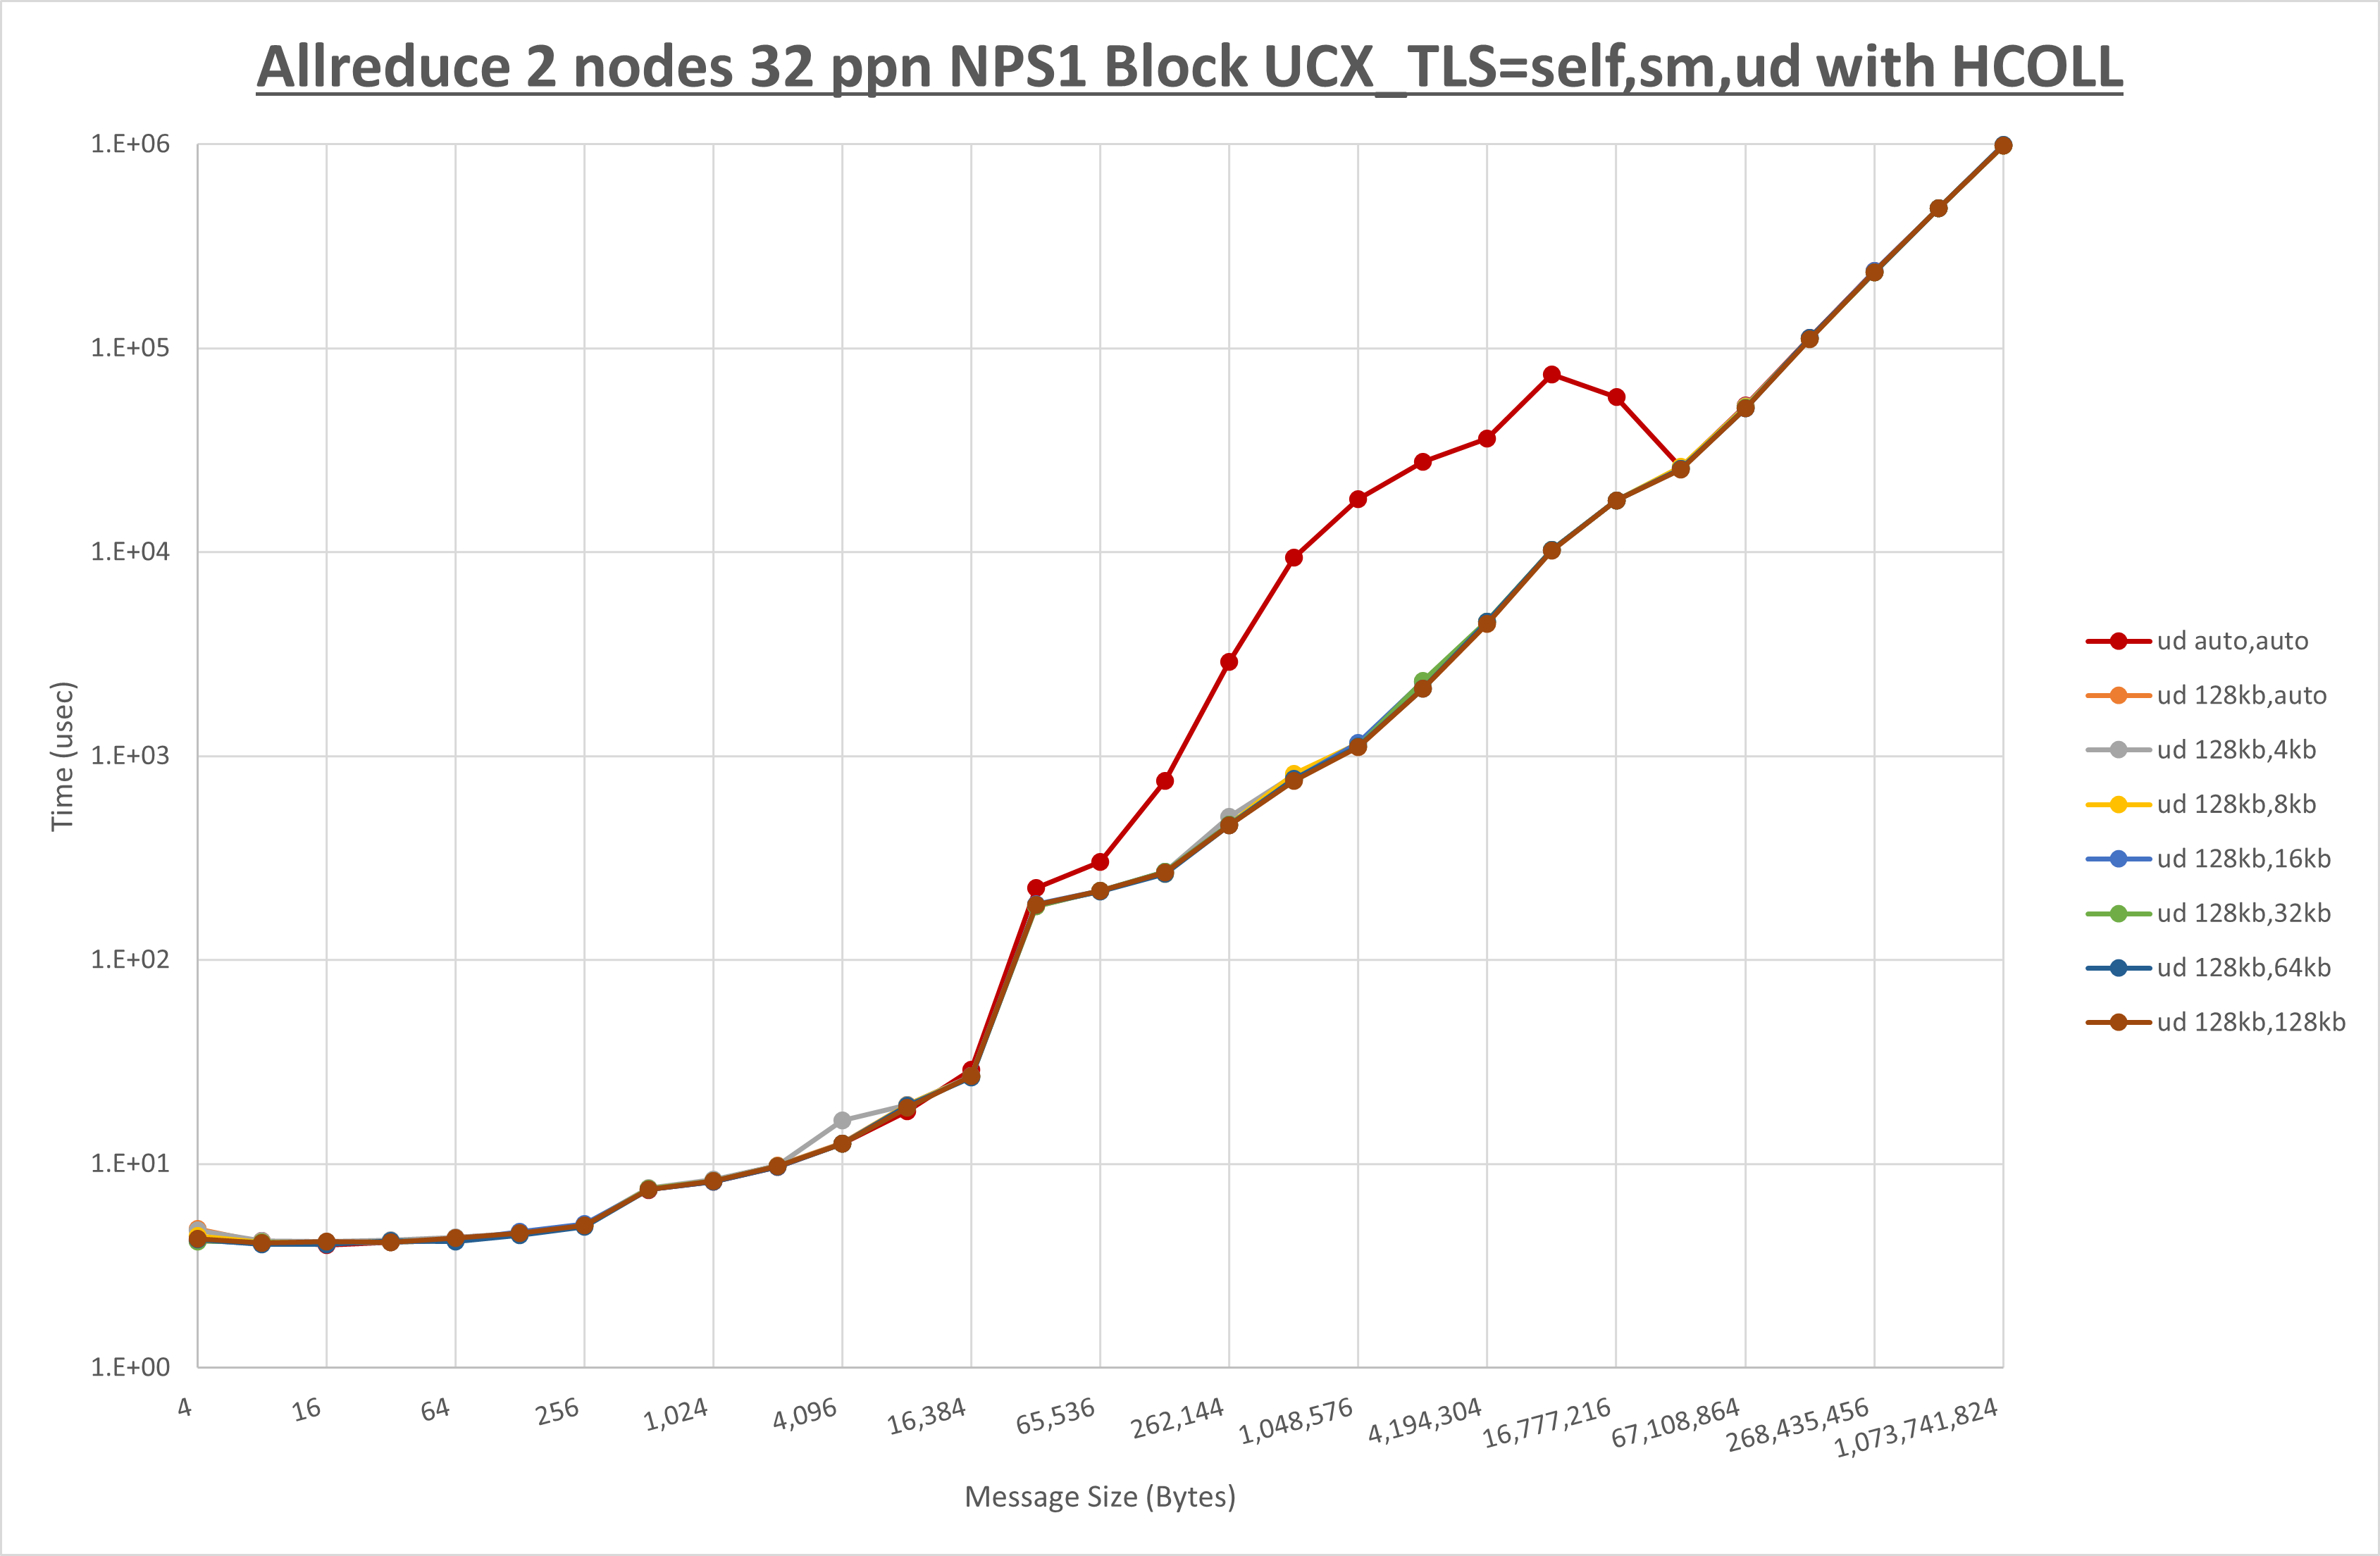 Allreduce 2 nodes 32 ppn NPS1 Block UCX_TLS=self,sm,ud with HCOLL
1.E+06
1.E+05
1.E+04
1.E+03
1.E+02
1.E+01
1.E+00
Time (usec)
4
16
64
256
1,024
4,096
16,384
65,536
262,144
1,048,576
4,194,304
16,777,216
67,108,864
268,435,456
1,073,741,824
Message Size (Bytes)
ud auto,auto
ud 128kb,auto
ud 128kb,4kb
ud 128kb,8kb
ud 128kb,16kb
ud 128kb,32kb
ud 128kb,64kb
ud 128kb,128kb